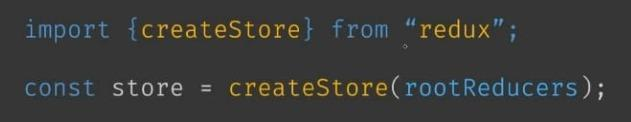 import {createStore} from “redux”;
const store = createStore(rootReducers);